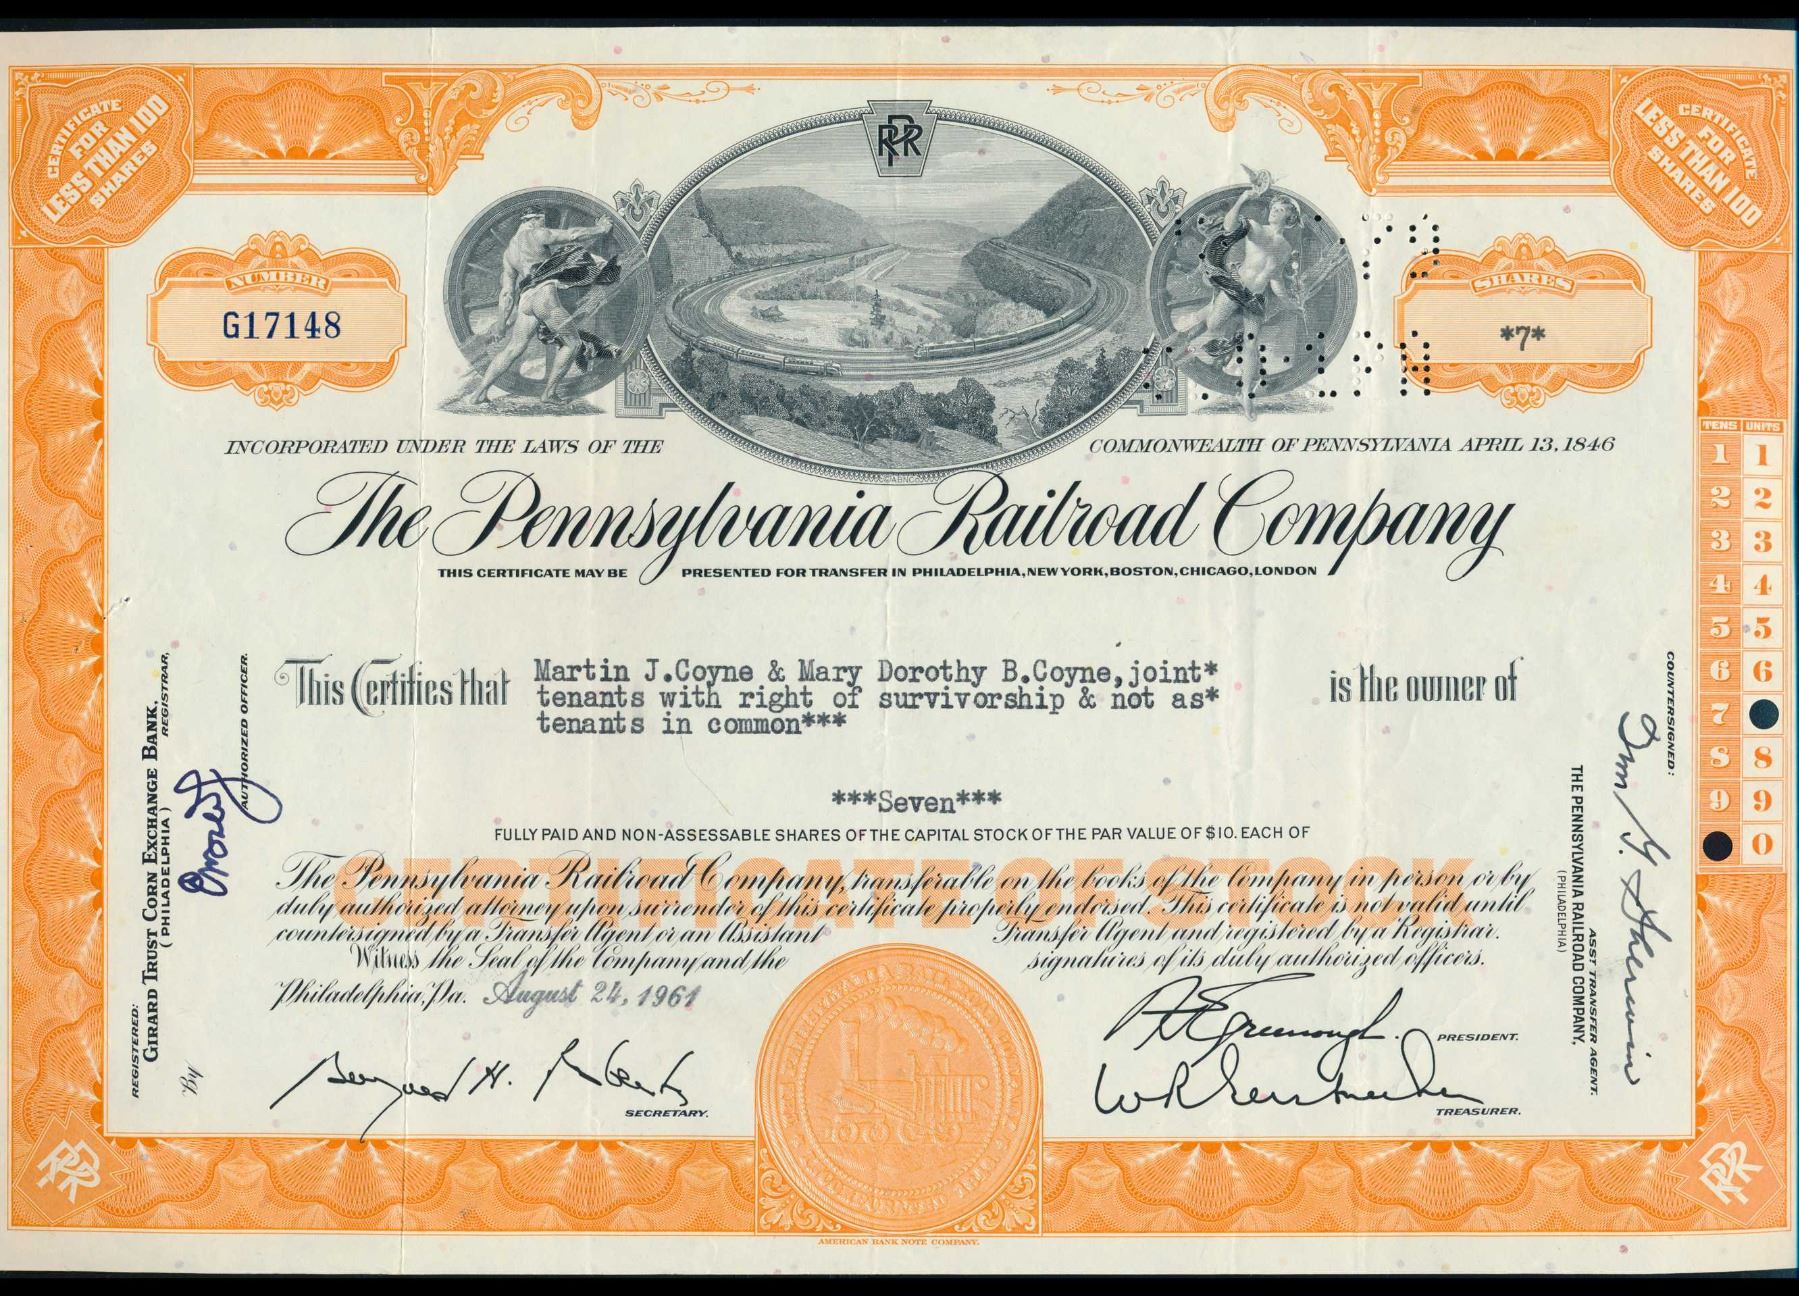 CERTIFICATE
FOR
LESS THAN 100
SHARES
CERTIFICATE
FOR
LESS THAN 100
SHARES
PRR
NUMBER
G17148
SHARES
*7*
INCORPORATED UNDER THE LAWS OF THE COMMONWEALTH OF PENNSYLVANIA APRIL 13, 1846
The Pennsylvania Railroad Company
THIS CERTIFICATE MAY BE PRESENTED FOR TRANSFER IN PHILADELPHIA, NEW YORK, BOSTON, CHICAGO, LONDON
This Certifies that Martin J.Coyne & Mary Dorothy B.Coyne, joint* is the owner of
tenants with right of survivorship & not as*
tenants in common***
***Seven***
FULLY PAID AND NON-ASSESSABLE SHARES OF THE CAPITAL STOCK OF THE PAR VALUE OF $10. EACH OF
CERTIFICATE OF STOCK
The Pennsylvania Railroad Company, transferable on the books of the Company in person or by
duly authorized attorney upon surrender of this certificate properly endorsed. This certificate is not valid until
countersigned by a Transfer Agent or an Assistant Transfer Agent and registered by a Registrar.
Witness the Seal of the Company and the signatures of its duly authorized officers.
Philadelphia, Pa. August 24, 1961
SECRETARY.
PRESIDENT.
TREASURER.
REGISTERED:
GIRARD TRUST CORN EXCHANGE BANK,
(PHILADELPHIA)
REGISTRAR,
By
AUTHORIZED OFFICER.
COUNTERSIGNED:
THE PENNSYLVANIA RAILROAD COMPANY,
(PHILADELPHIA)
ASST TRANSFER AGENT.
TENS UNITS
1 1
2 2
3 3
4 4
5 5
6 6
7
8 8
9 9
0
PRR
PRR
AMERICAN BANK NOTE COMPANY.